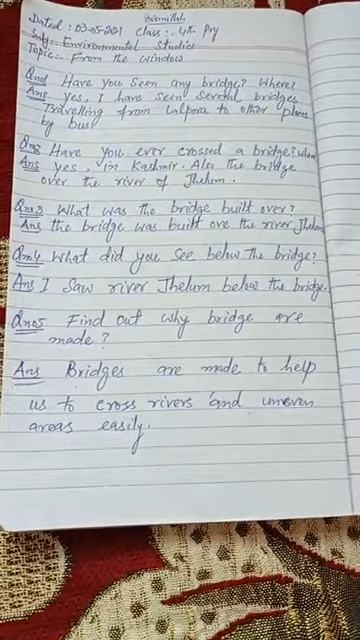 Bismillah
Dated : 03-05-2021 Class :. 4th Pry
Sub:. Environmental Studies
Topic:. From the window
Qno1 Have you seen any bridge? Where?
Ans yes, I have seen several bridges
Travelling from Lalpora to other places
by bus
Qno2 Have you ever crossed a bridge?
Ans yes, in Kashmir. Also the bridge
over the river of Jhelum.
Qno3 What was the bridge built over?
Ans the bridge was built ove the river Jhelum
Qno4 What did you see below the bridge?
Ans I Saw river Jhelum below the bridge.
Qno5 Find out why bridge are
made?
Ans Bridges are made to help
us to cross rivers and uneven
areas easily.